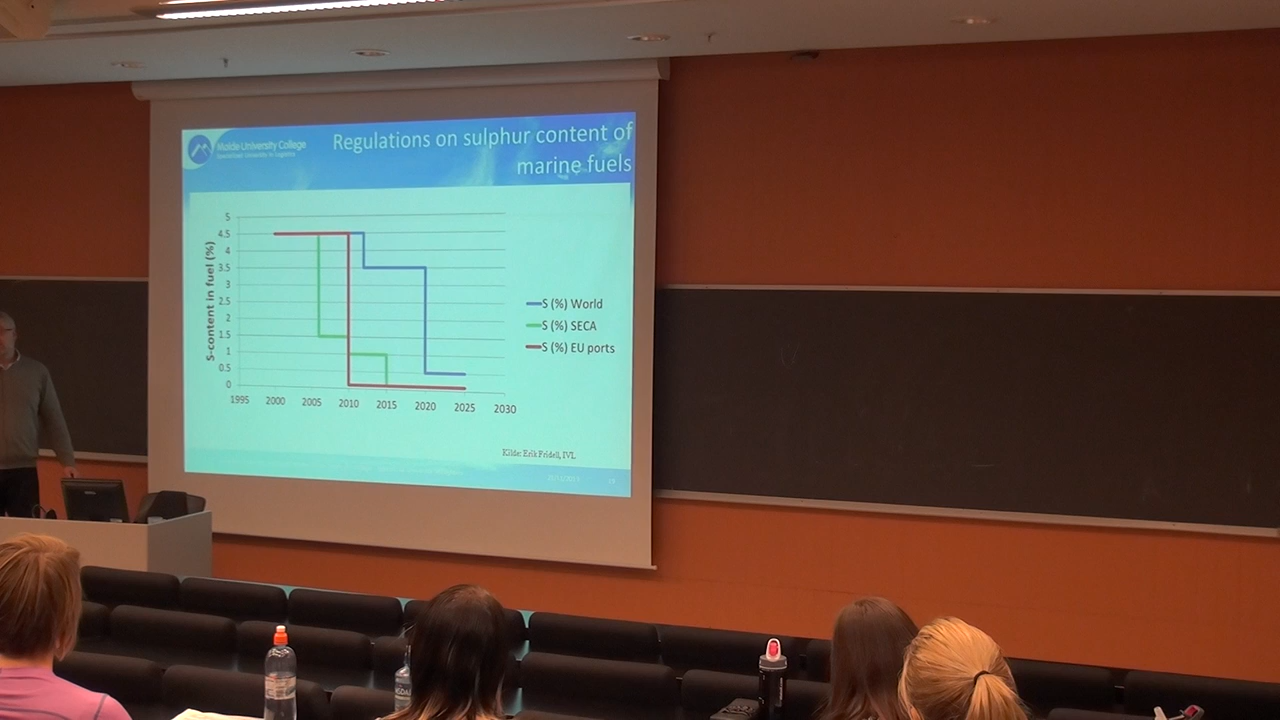 Molde University College
Specialized University in Logistics
Regulations on sulphur content of
marine fuels
S-content in fuel (%)
5
4.5
4
3.5
3
2.5
2
1.5
1
0.5
0
1995 2000 2005 2010 2015 2020 2025 2030
S (%) World
S (%) SECA
S (%) EU ports
Kilde: Erik Fridell, IVL